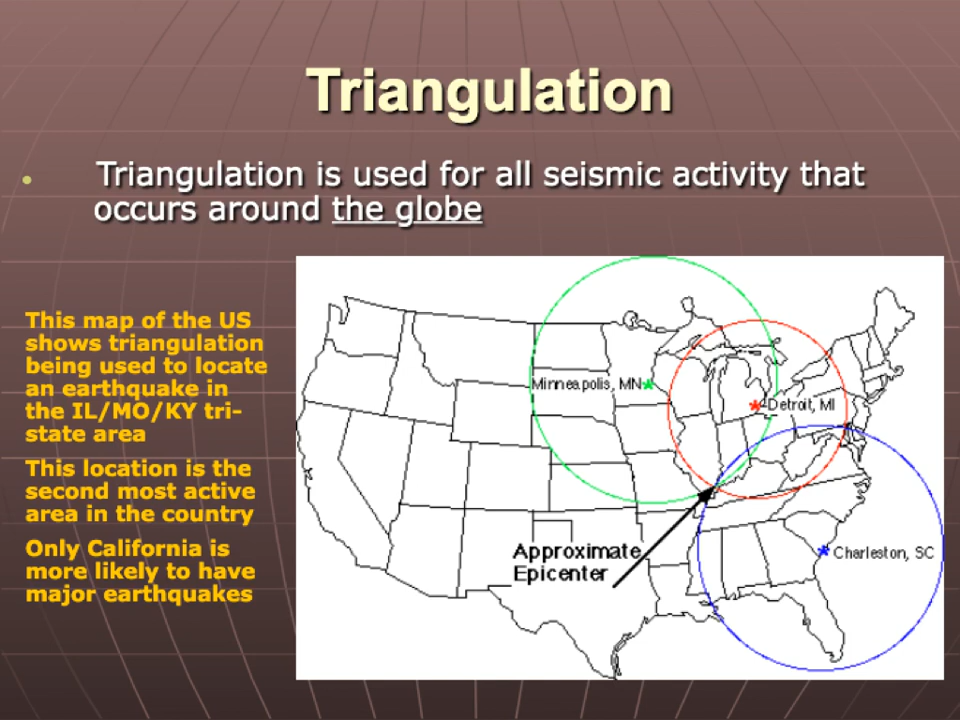 Triangulation
Triangulation is used for all seismic activity that
occurs around the globe
This map of the US
shows triangulation
being used to locate
an earthquake in
the IL/MO/KY tri-
state area
This location is the
second most active
area in the country
Only California is
more likely to have
major earthquakes
Minneapolis, MN
Detroit, MI
Approximate
Epicenter
Charleston, SC